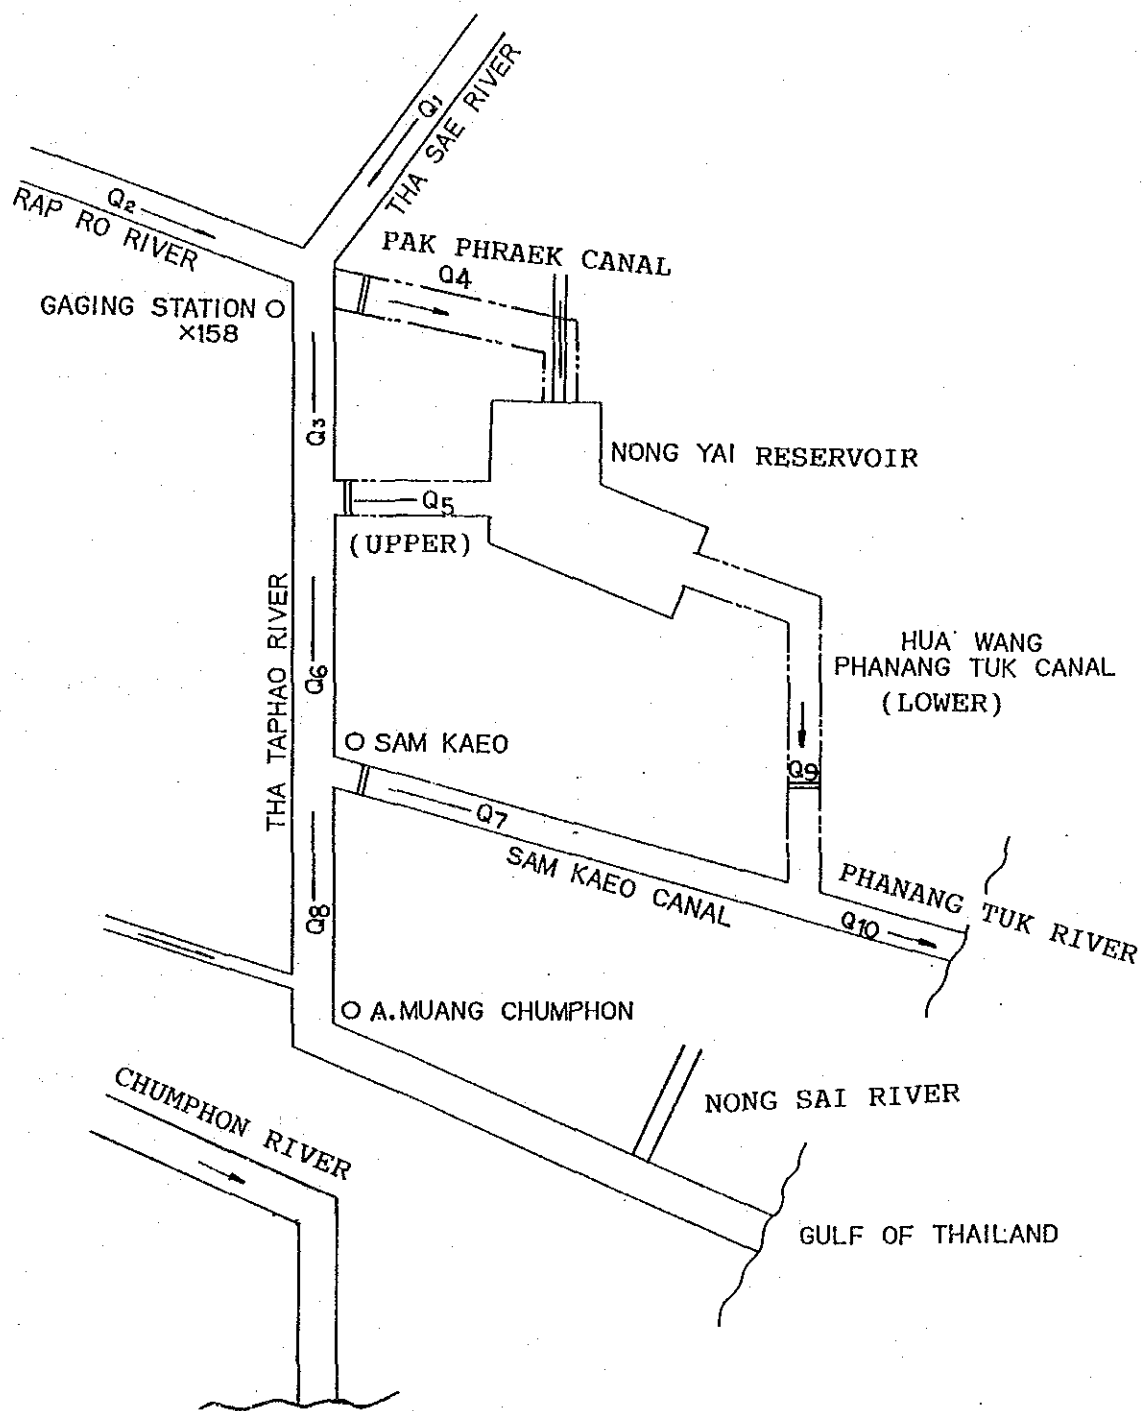 Q1
THA SAE RIVER
Q2
RAP RO RIVER
PAK PHRAEK CANAL
Q4
GAGING STATION
×158
Q3
NONG YAI RESERVOIR
Q5
(UPPER)
THA TAPHAO RIVER
Q6
HUA WANG
PHANANG TUK CANAL
(LOWER)
SAM KAEO
Q9
Q7
SAM KAEO CANAL
PHANANG TUK RIVER
Q8
Q10
A.MUANG CHUMPHON
CHUMPHON RIVER
NONG SAI RIVER
GULF OF THAILAND